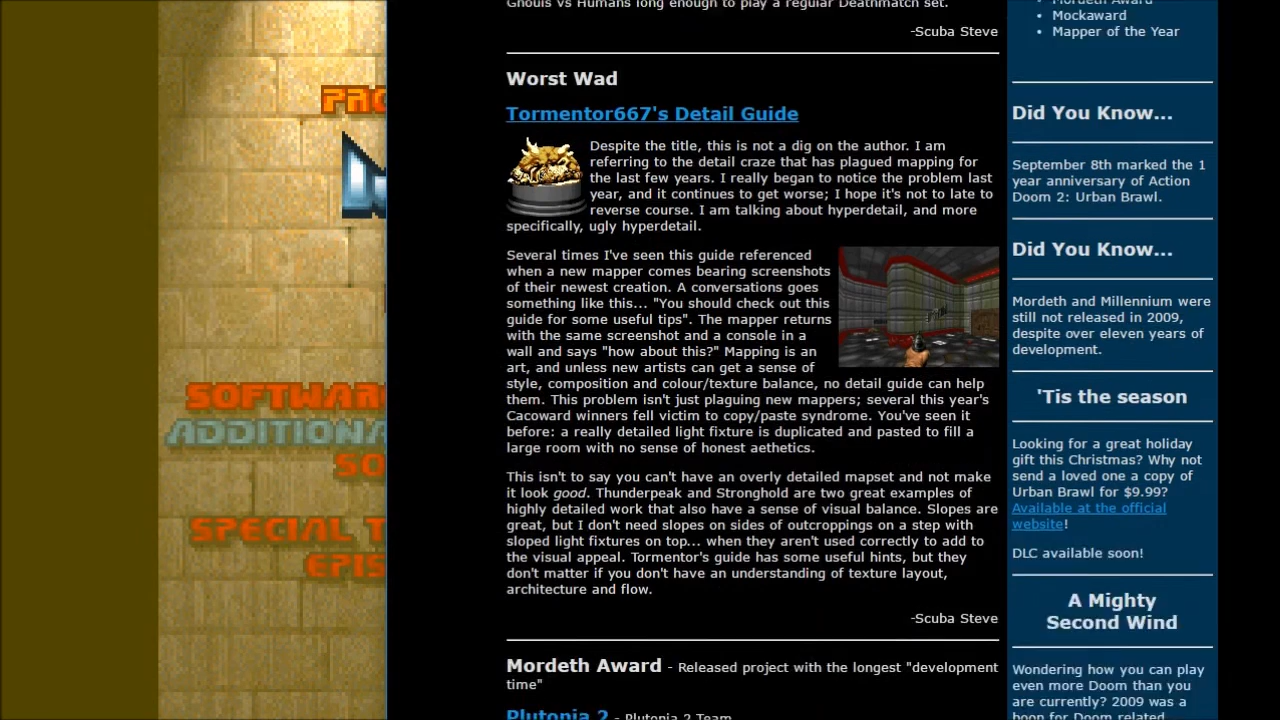 Ghouls vs Humans long enough to play a regular Deathmatch set.
-Scuba Steve
Worst Wad
Tormentor667's Detail Guide
Despite the title, this is not a dig on the author. I am
referring to the detail craze that has plagued mapping for
the last few years. I really began to notice the problem last
year, and it continues to get worse; I hope it's not to late to
reverse course. I am talking about hyperdetail, and more
specifically, ugly hyperdetail.
Several times I've seen this guide referenced
when a new mapper comes bearing screenshots
of their newest creation. A conversations goes
something like this... "You should check out this
guide for some useful tips". The mapper returns
with the same screenshot and a console in a
wall and says "how about this?" Mapping is an
art, and unless new artists can get a sense of
style, composition and colour/texture balance, no detail guide can help
them. This problem isn't just plaguing new mappers; several this year's
Cacoward winners fell victim to copy/paste syndrome. You've seen it
before: a really detailed light fixture is duplicated and pasted to fill a
large room with no sense of honest aethetics.
This isn't to say you can't have an overly detailed mapset and not make
it look good. Thunderpeak and Stronghold are two great examples of
highly detailed work that also have a sense of visual balance. Slopes are
great, but I don't need slopes on sides of outcroppings on a step with
sloped light fixtures on top... when they aren't used correctly to add to
the visual appeal. Tormentor's guide has some useful hints, but they
don't matter if you don't have an understanding of texture layout,
architecture and flow.
-Scuba Steve
Mordeth Award - Released project with the longest "development
time"
Plutonia 2 - Plutonia 2 Team
Mordeth Award
Mockaward
Mapper of the Year
Did You Know...
September 8th marked the 1
year anniversary of Action
Doom 2: Urban Brawl.
Did You Know...
Mordeth and Millennium were
still not released in 2009,
despite over eleven years of
development.
'Tis the season
Looking for a great holiday
gift this Christmas? Why not
send a loved one a copy of
Urban Brawl for $9.99?
Available at the official
website!
DLC available soon!
A Mighty
Second Wind
Wondering how you can play
even more Doom than you
are currently? 2009 was a
boon for Doom related
SOFTWAR
ADDITIONA
SO
SPECIAL T
EPIS